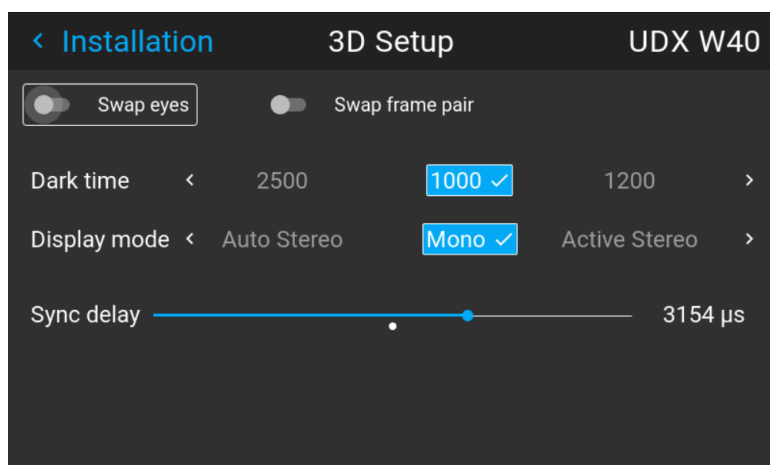 Installation 3D Setup UDX W40
Swap eyes Swap frame pair
Dark time 2500 1000 1200
Display mode Auto Stereo Mono Active Stereo
Sync delay 3154 µs